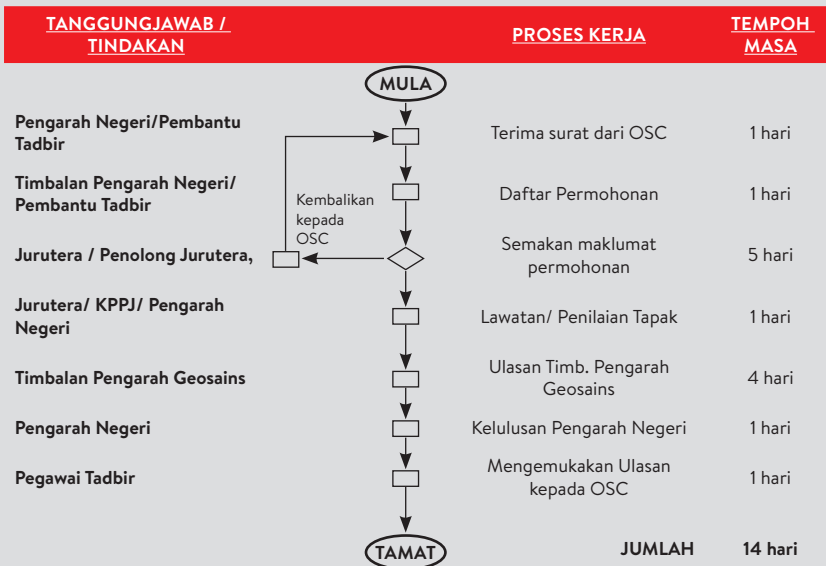 TANGGUNGJAWAB /
TINDAKAN
PROSES KERJA
TEMPOH
MASA
MULA
Pengarah Negeri/Pembantu
Tadbir
Terima surat dari OSC
1 hari
Timbalan Pengarah Negeri/
Pembantu Tadbir
Kembalikan
kepada
OSC
Daftar Permohonan
1 hari
Jurutera / Penolong Jurutera,
Semakan maklumat
permohonan
5 hari
Jurutera/ KPPJ/ Pengarah
Negeri
Lawatan/ Penilaian Tapak
1 hari
Timbalan Pengarah Geosains
Ulasan Timb. Pengarah
Geosains
4 hari
Pengarah Negeri
Kelulusan Pengarah Negeri
1 hari
Pegawai Tadbir
Mengemukakan Ulasan
kepada OSC
1 hari
TAMAT
JUMLAH
14 hari